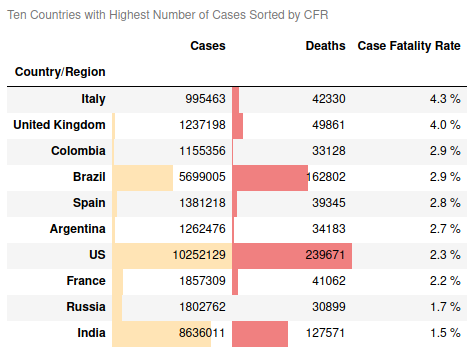 Ten Countries with Highest Number of Cases Sorted by CFR
Cases Deaths Case Fatality Rate
Country/Region
Italy 995463 42330 4.3 %
United Kingdom 1237198 49861 4.0 %
Colombia 1155356 33128 2.9 %
Brazil 5699005 162802 2.9 %
Spain 1381218 39345 2.8 %
Argentina 1262476 34183 2.7 %
US 10252129 239671 2.3 %
France 1857309 41062 2.2 %
Russia 1802762 30899 1.7 %
India 8636011 127571 1.5 %